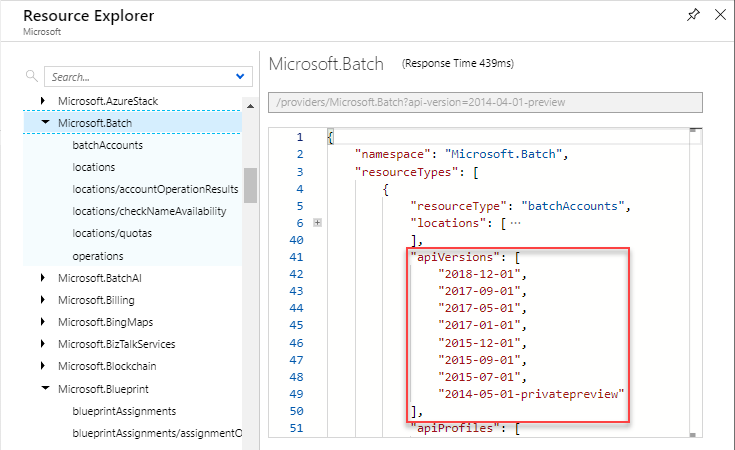 Resource Explorer
Microsoft
Search...
Microsoft.AzureStack
Microsoft.Batch
batchAccounts
locations
locations/accountOperationResults
locations/checkNameAvailability
locations/quotas
operations
Microsoft.BatchAI
Microsoft.Billing
Microsoft.BingMaps
Microsoft.BizTalkServices
Microsoft.Blockchain
Microsoft.Blueprint
blueprintAssignments
blueprintAssignments/assignmentO
Microsoft.Batch (Response Time 439ms)
/providers/Microsoft.Batch?api-version=2014-04-01-preview
1 {
2 "namespace": "Microsoft.Batch",
3 "resourceTypes": [
4 {
5 "resourceType": "batchAccounts",
6 "locations": [ ...
40 ],
41 "apiVersions": [
42 "2018-12-01",
43 "2017-09-01",
44 "2017-05-01",
45 "2017-01-01",
46 "2015-12-01",
47 "2015-09-01",
48 "2015-07-01",
49 "2014-05-01-privatepreview"
50 ],
51 "apiProfiles": [